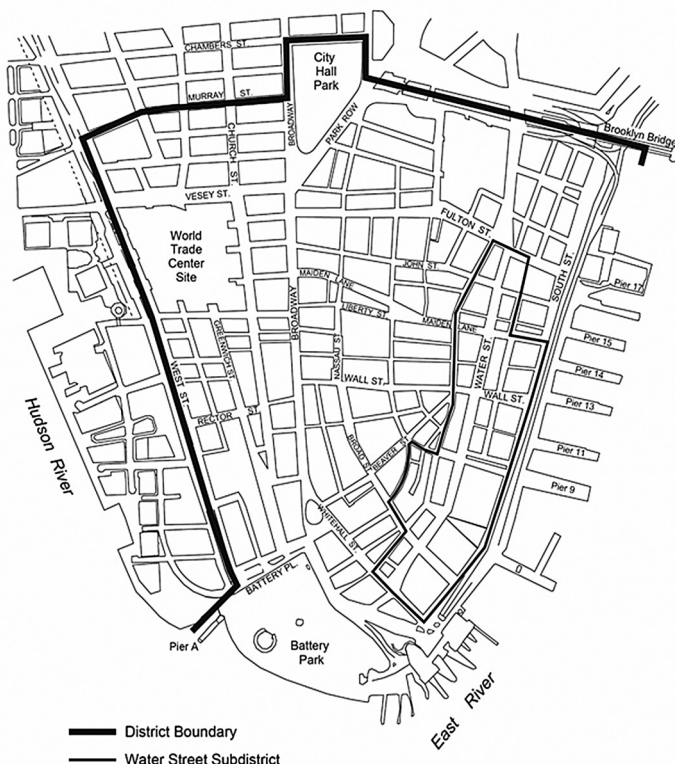 CHAMBERS ST.
City
Hall
Park
MURRAY ST.
BROADWAY
PARK ROW
Brooklyn Bridge
CHURCH ST.
VESEY ST.
FULTON ST.
World
Trade
Center
Site
JOHN ST.
SOUTH ST.
MAIDEN
LANE
Pier 17
LIBERTY ST.
MAIDEN LANE
BROADWAY
GREENWICH ST.
NASSAU ST.
WATER ST.
Pier 15
WEST ST.
WALL ST.
Pier 14
WALL ST.
Pier 13
Hudson River
RECTOR ST.
BROAD ST.
BEAVER ST.
Pier 11
Pier 9
WHITEHALL ST.
BATTERY PL.
Pier A
Battery
Park
East River
District Boundary
Water Street Subdistrict